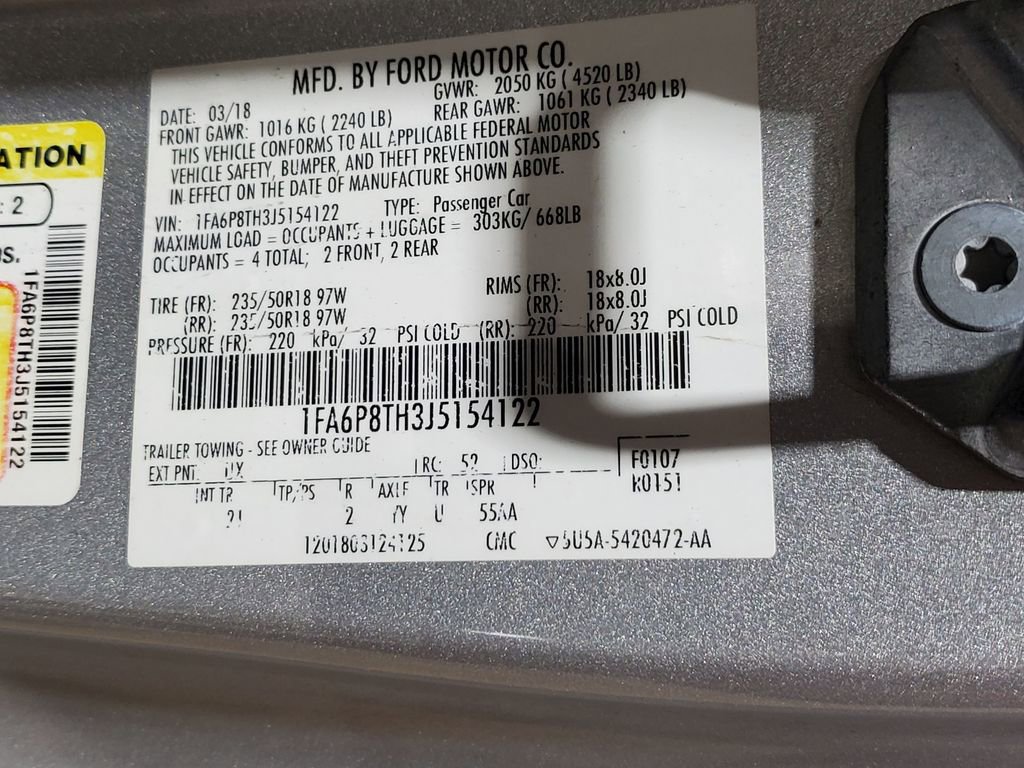 MFD. BY FORD MOTOR CO.
DATE: 03/18 GVWR: 2050 KG ( 4520 LB)
FRONT GAWR: 1016 KG ( 2240 LB) REAR GAWR: 1061 KG ( 2340 LB)
THIS VEHICLE CONFORMS TO ALL APPLICABLE FEDERAL MOTOR
VEHICLE SAFETY, BUMPER, AND THEFT PREVENTION STANDARDS
IN EFFECT ON THE DATE OF MANUFACTURE SHOWN ABOVE.
VIN: 1FA6P8TH3J5154122 TYPE: Passenger Car
MAXIMUM LOAD = OCCUPANTS + LUGGAGE = 303KG/ 668LB
OCCUPANTS = 4 TOTAL; 2 FRONT, 2 REAR
TIRE (FR): 235/50R18 97W RIMS (FR): 18x8.0J
(RR): 235/50R18 97W (RR): 18x8.0J
PRESSURE (FR): 220 kPa/ 32 PSI COLD (RR): 220 kPa/ 32 PSI COLD
1FA6P8TH3J5154122
TRAILER TOWING - SEE OWNER GUIDE
EXT PNT: UX RC: 52 DSO: F0107
K0151
INT TR TP/PS R AXLE TR SPR
2 U
CMC 5U5A-5420472-AA
ATION
: 2
1FA6P8TH3J5154122